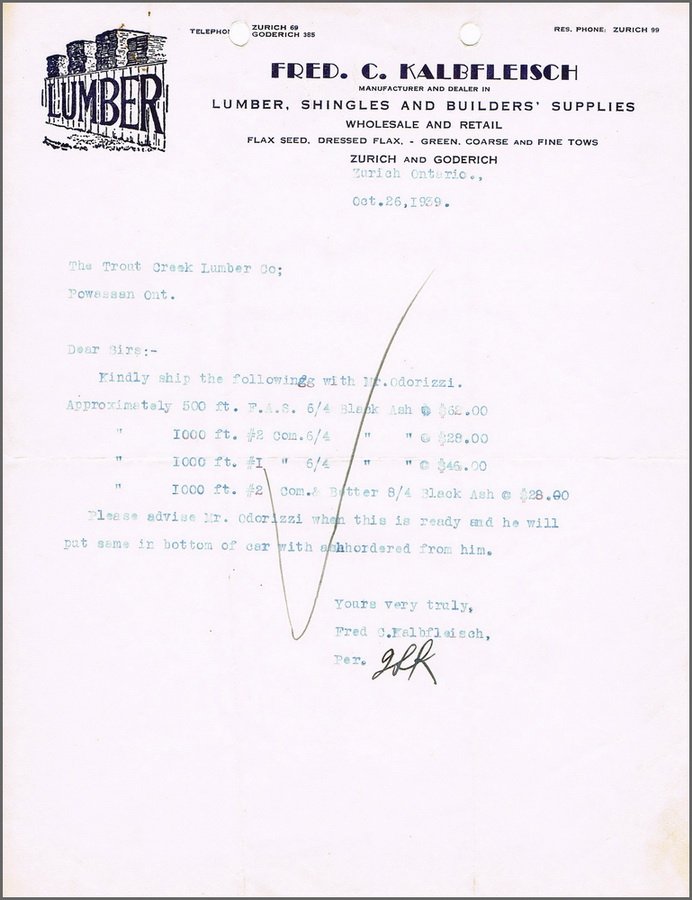 LUMBER
TELEPHON ZURICH 69
GODERICH 385
RES. PHONE: ZURICH 99
FRED. C. KALBFLEISCH
MANUFACTURER AND DEALER IN
LUMBER, SHINGLES AND BUILDERS' SUPPLIES
WHOLESALE AND RETAIL
FLAX SEED, DRESSED FLAX, - GREEN, COARSE AND FINE TOWS
ZURICH AND GODERICH
Zurich Ontario.,
Oct.26,1939.
The Trout Creek Lumber Co;
Powassan Ont.
Dear Sirs:-
Kindly ship the followingg with Mr.Odorizzi.
Approximately 500 ft. F.A.S. 6/4 Black Ash @ $62.00
" 1000 ft. #2 Com.6/4 " " @ $28.00
" 1000 ft. #1 " 6/4 " " @ $46.00
" 1000 ft. #2 Com.& Better 8/4 Black Ash @ $28.00
Please advise Mr. Odorizzi when this is ready and he will
put same in bottom of car with hordered from him.
Yours very truly,
Fred C.Kalbfleisch,
Per.